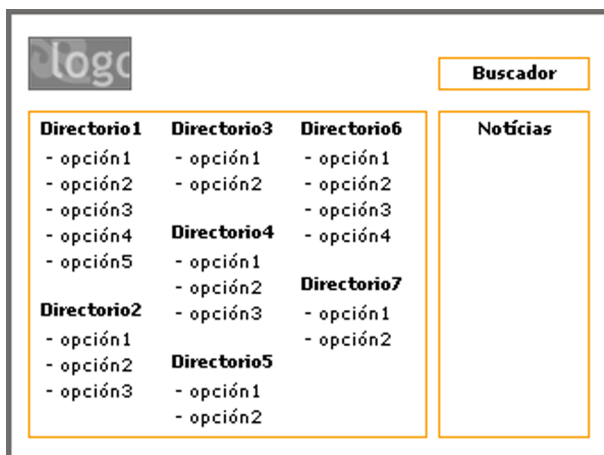 logo
Buscador
Directorio1
- opción1
- opción2
- opción3
- opción4
- opción5
Directorio2
- opción1
- opción2
- opción3
Directorio3
- opción1
- opción2
Directorio4
- opción1
- opción2
- opción3
Directorio5
- opción1
- opción2
Directorio6
- opción1
- opción2
- opción3
- opción4
Directorio7
- opción1
- opción2
Notícias